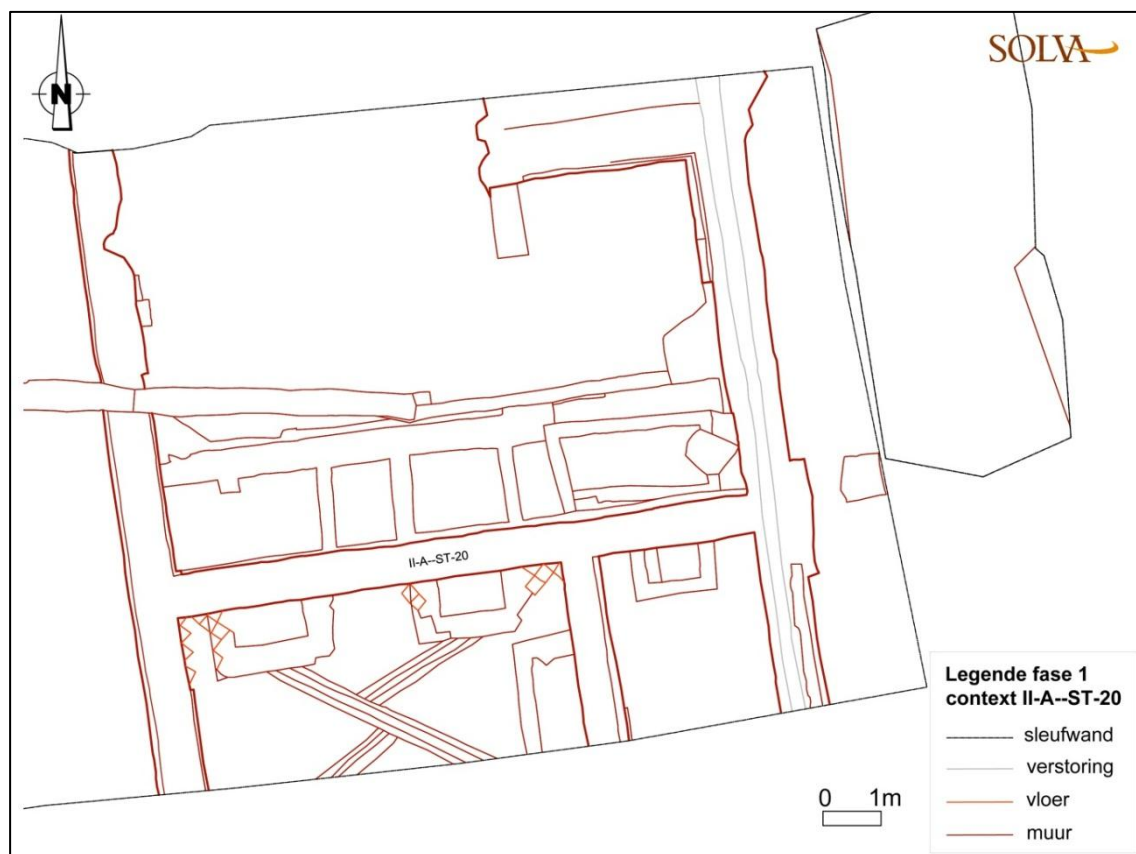 SOLVA
N
II-A--ST-20
Legende fase 1
context II-A--ST-20
sleufwand
verstoring
vloer
muur
0 1m